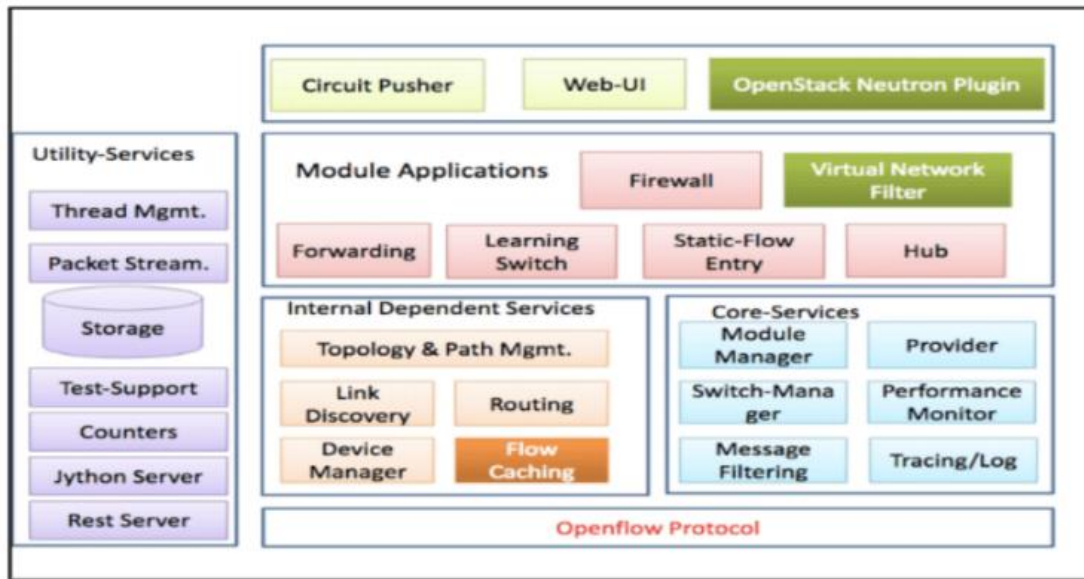 Circuit Pusher
Web-UI
OpenStack Neutron Plugin
Utility-Services
Thread Mgmt.
Packet Stream.
Storage
Test-Support
Counters
Jython Server
Rest Server
Module Applications
Firewall
Virtual Network
Filter
Forwarding
Learning
Switch
Static-Flow
Entry
Hub
Internal Dependent Services
Topology & Path Mgmt.
Link
Discovery
Routing
Device
Manager
Flow
Caching
Core-Services
Module
Manager
Provider
Switch-Mana
ger
Performance
Monitor
Message
Filtering
Tracing/Log
Openflow Protocol